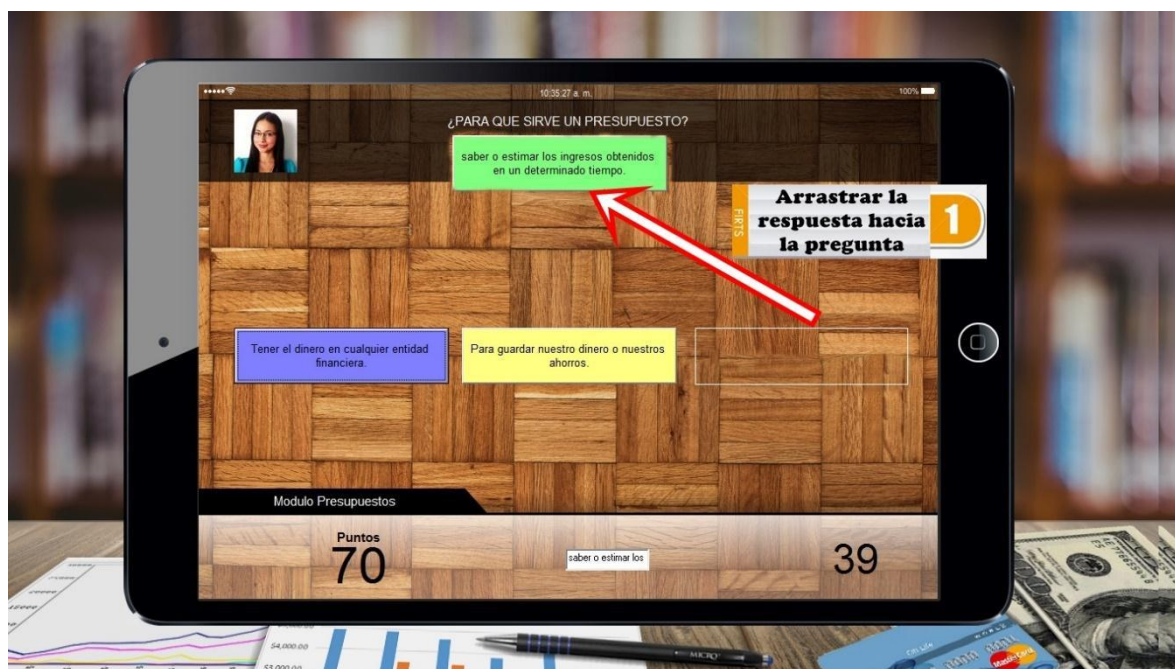 10:35:27 a. m.
100%
¿PARA QUE SIRVE UN PRESUPUESTO?
saber o estimar los ingresos obtenidos
en un determinado tiempo.
FIRTS
Arrastrar la
respuesta hacia
la pregunta
1
Tener el dinero en cualquier entidad
financiera.
Para guardar nuestro dinero o nuestros
ahorros.
Modulo Presupuestos
Puntos
70
saber o estimar los
39
54,000.00
53,000.00
MICRO
MasterCard